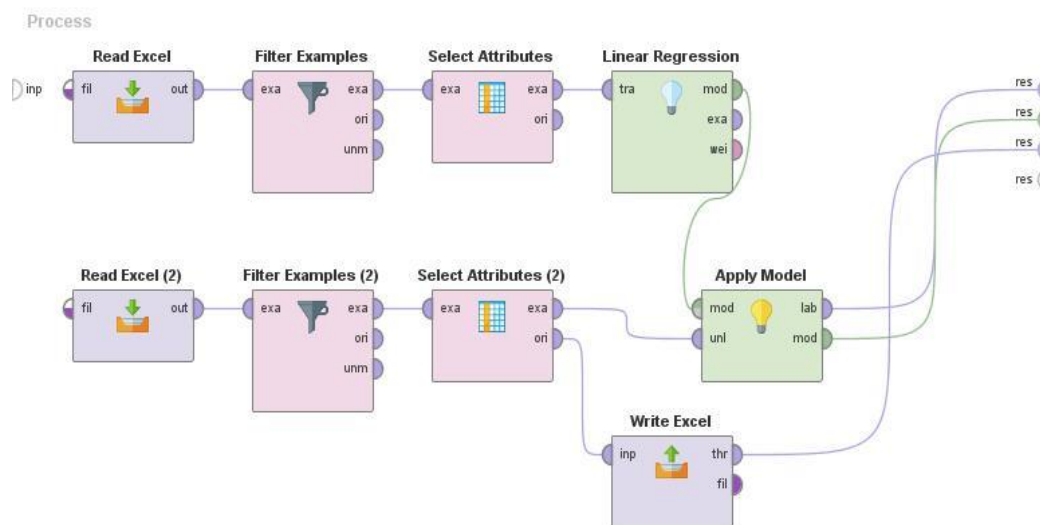 Process
Read Excel Filter Examples Select Attributes Linear Regression
inp fil out exa exa exa exa tra mod res
ori ori exa res
unm wei res
res
Read Excel (2) Filter Examples (2) Select Attributes (2) Apply Model
fil out exa exa exa exa mod lab
ori ori unl mod
unm
Write Excel
inp thr
fil